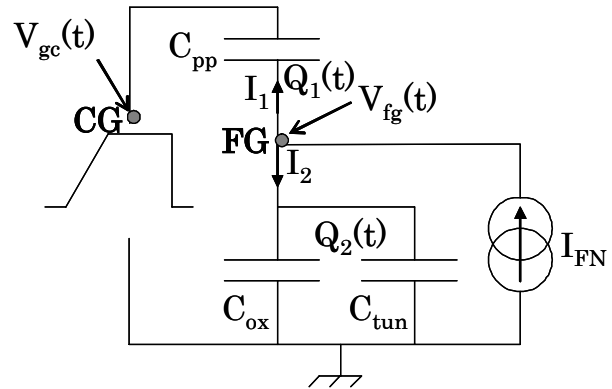 V_gc(t)
C_pp
Q_1(t)
I_1
V_fg(t)
CG
FG
I_2
Q_2(t)
I_FN
C_ox
C_tun